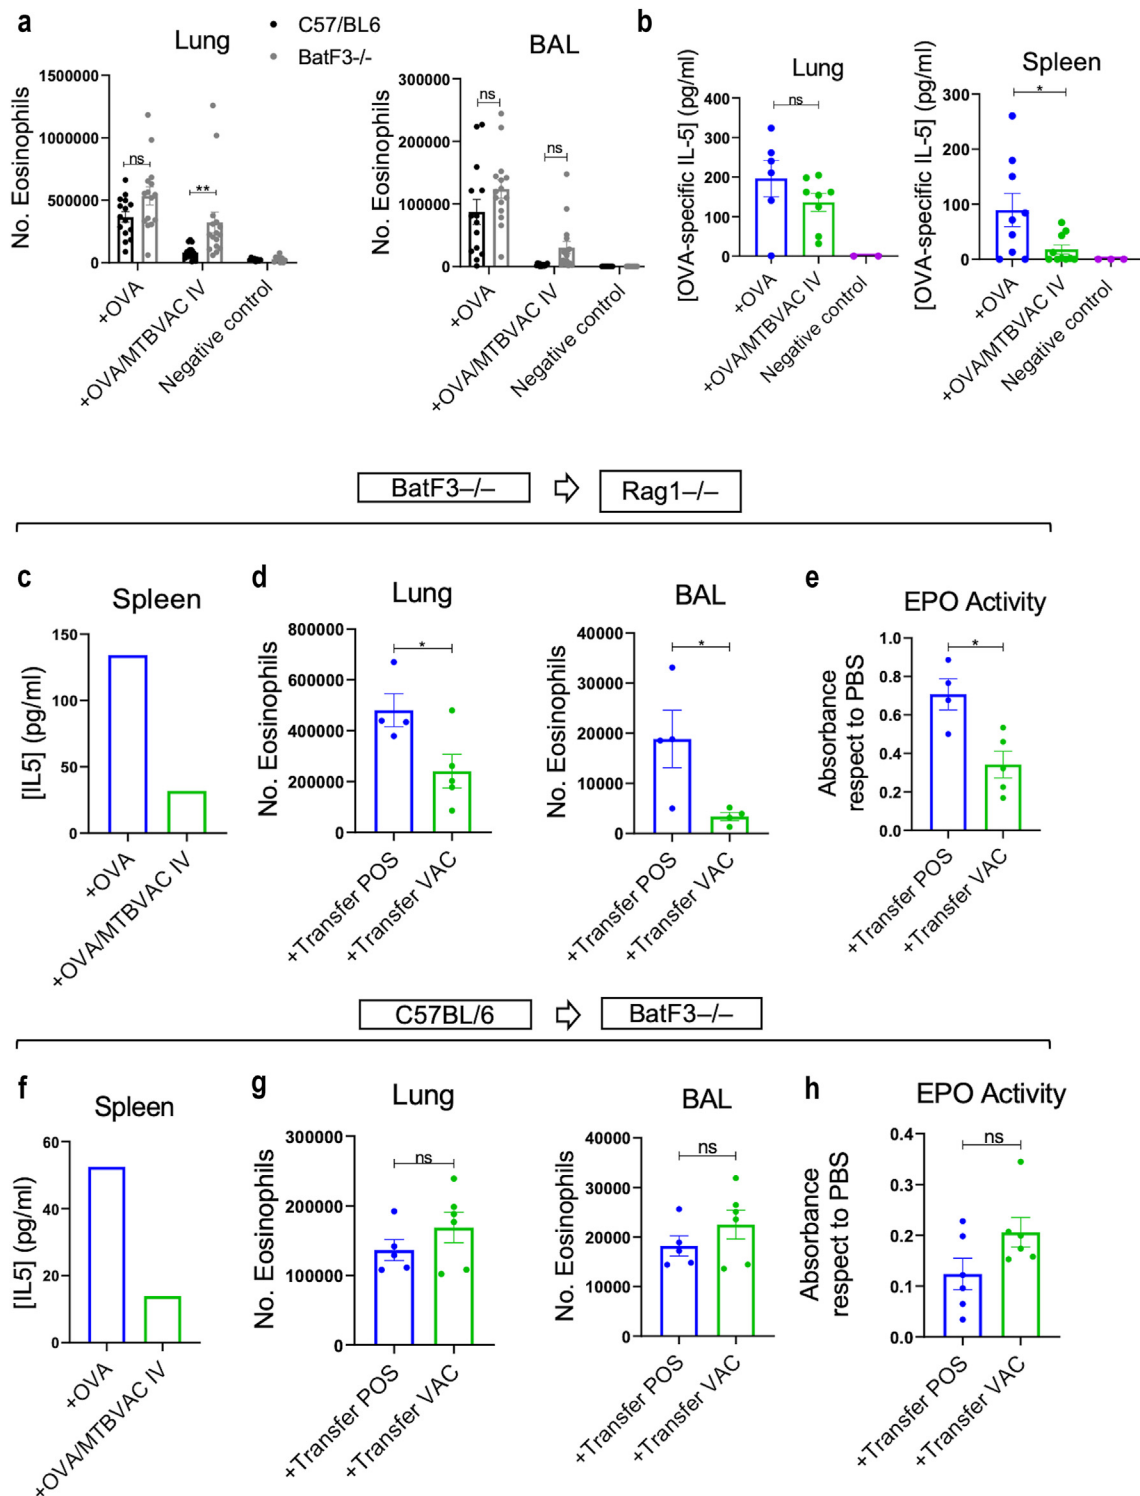 a
C57/BL6
BatF3-/-
Lung
No. Eosinophils
1500000
1000000
500000
0
ns
**
+OVA
+OVA/MTBVAC IV
Negative control
BAL
No. Eosinophils
300000
200000
100000
0
ns
ns
+OVA
+OVA/MTBVAC IV
Negative control
b
Lung
[OVA-specific IL-5] (pg/ml)
400
300
200
100
0
ns
+OVA
+OVA/MTBVAC IV
Negative control
Spleen
[OVA-specific IL-5] (pg/ml)
300
200
100
0
*
+OVA
+OVA/MTBVAC IV
Negative control
BatF3–/–
Rag1–/–
c
Spleen
[IL5] (pg/ml)
150
100
50
0
+OVA
+OVA/MTBVAC IV
d
Lung
No. Eosinophils
800000
600000
400000
200000
0
*
+Transfer POS
+Transfer VAC
BAL
No. Eosinophils
40000
30000
20000
10000
0
*
+Transfer POS
+Transfer VAC
e
EPO Activity
Absorbance
respect to PBS
1.0
0.8
0.6
0.4
0.2
0.0
*
+Transfer POS
+Transfer VAC
C57BL/6
BatF3–/–
f
Spleen
[IL5] (pg/ml)
60
40
20
0
+OVA
+OVA/MTBVAC IV
g
Lung
No. Eosinophils
300000
200000
100000
0
ns
+Transfer POS
+Transfer VAC
BAL
No. Eosinophils
40000
30000
20000
10000
0
ns
+Transfer POS
+Transfer VAC
h
EPO Activity
Absorbance
respect to PBS
0.4
0.3
0.2
0.1
0.0
ns
+Transfer POS
+Transfer VAC